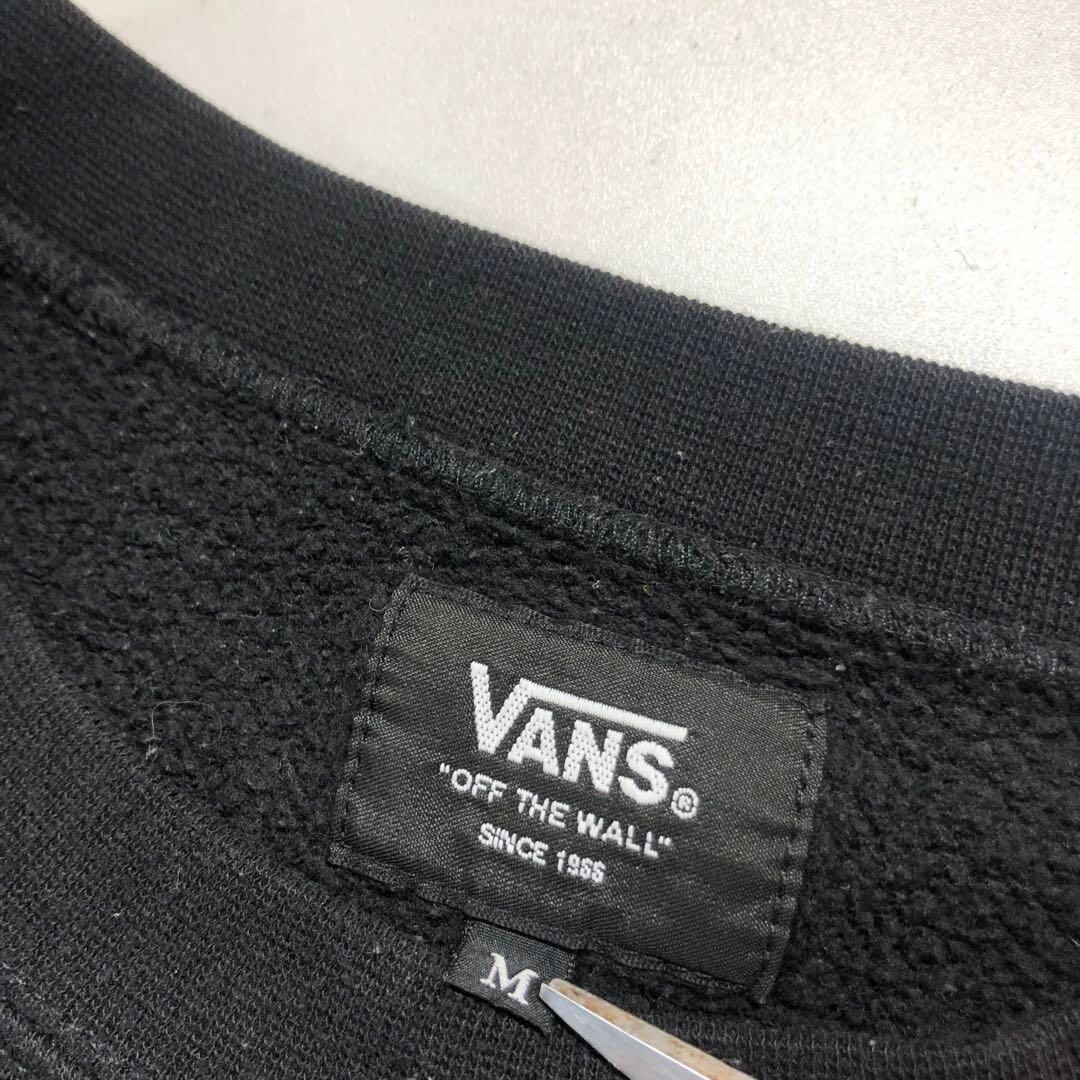 VANS®
"OFF THE WALL"
SINCE 1966
M